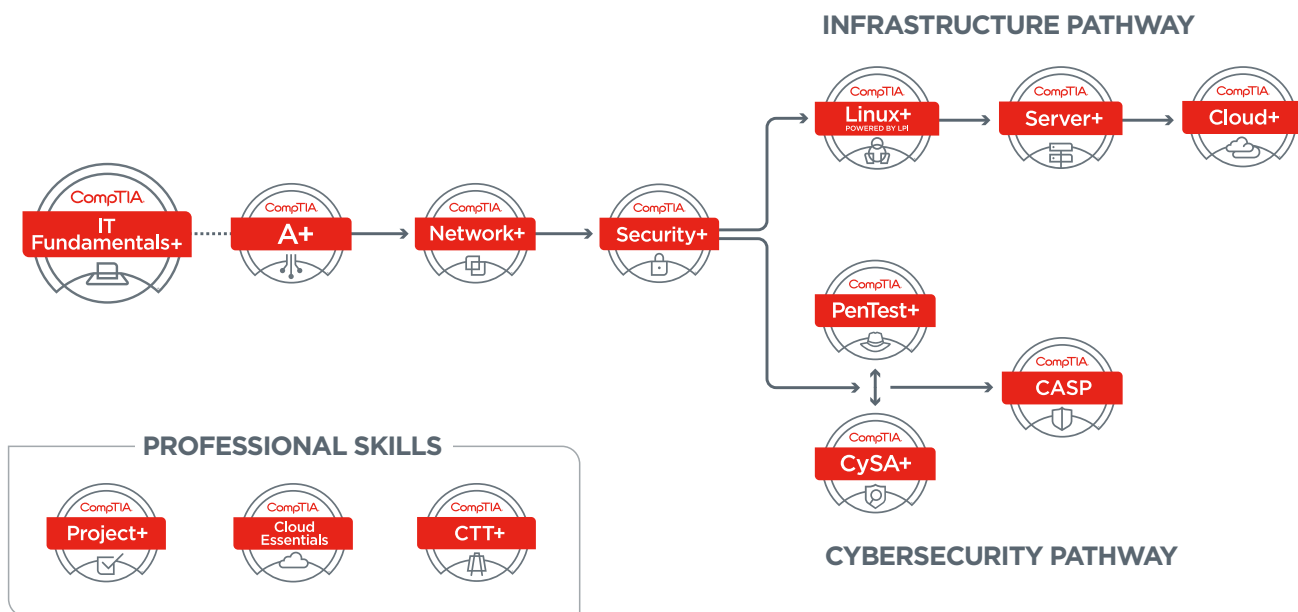 INFRASTRUCTURE PATHWAY
CompTIA
Linux+
POWERED BY LPI
CompTIA
Server+
CompTIA
Cloud+
CompTIA
IT
Fundamentals+
CompTIA
A+
CompTIA
Network+
CompTIA
Security+
CompTIA
PenTest+
CompTIA
CySA+
CompTIA
CASP
CYBERSECURITY PATHWAY
PROFESSIONAL SKILLS
CompTIA
Project+
CompTIA
Cloud
Essentials
CompTIA
CTT+